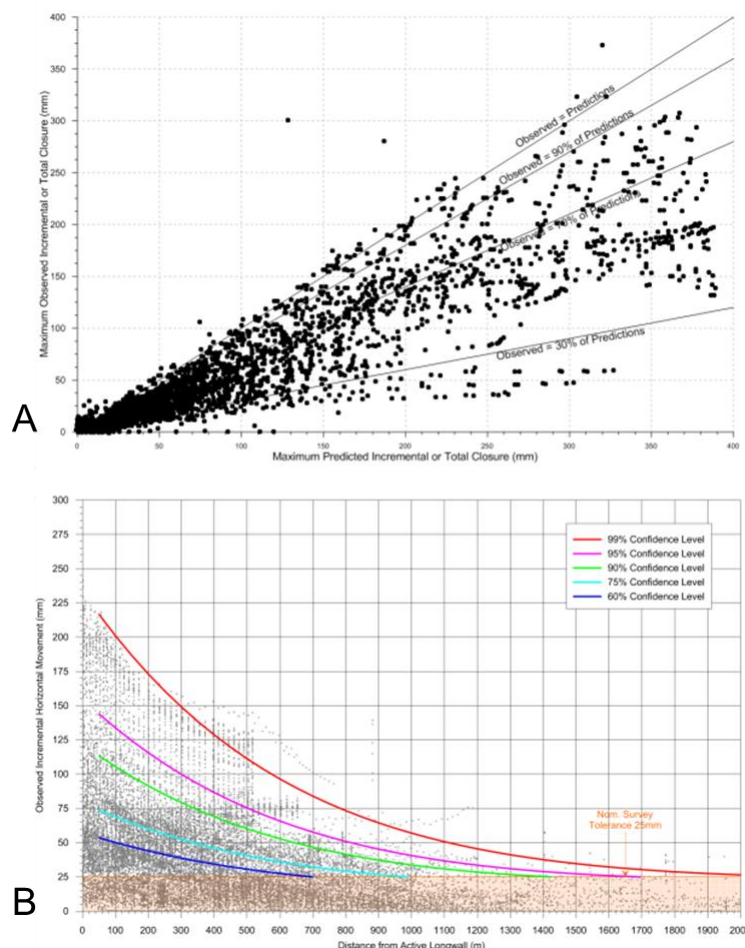 400
350
300
250
200
150
100
50
0
Maximum Observed Incremental or Total Closure (mm)
Observed = Predictions
Observed = 90% of Predictions
Observed = 70% of Predictions
Observed = 30% of Predictions
A
0 50 100 150 200 250 300 350 400
Maximum Predicted Incremental or Total Closure (mm)
300
275
250
225
200
175
150
125
100
75
50
25
0
Observed Incremental Horizontal Movement (mm)
99% Confidence Level
95% Confidence Level
90% Confidence Level
75% Confidence Level
60% Confidence Level
Nom. Survey
Tolerance 25mm
B
0 100 200 300 400 500 600 700 800 900 1000 1100 1200 1300 1400 1500 1600 1700 1800 1900 2000
Distance from Active Longwall (m)